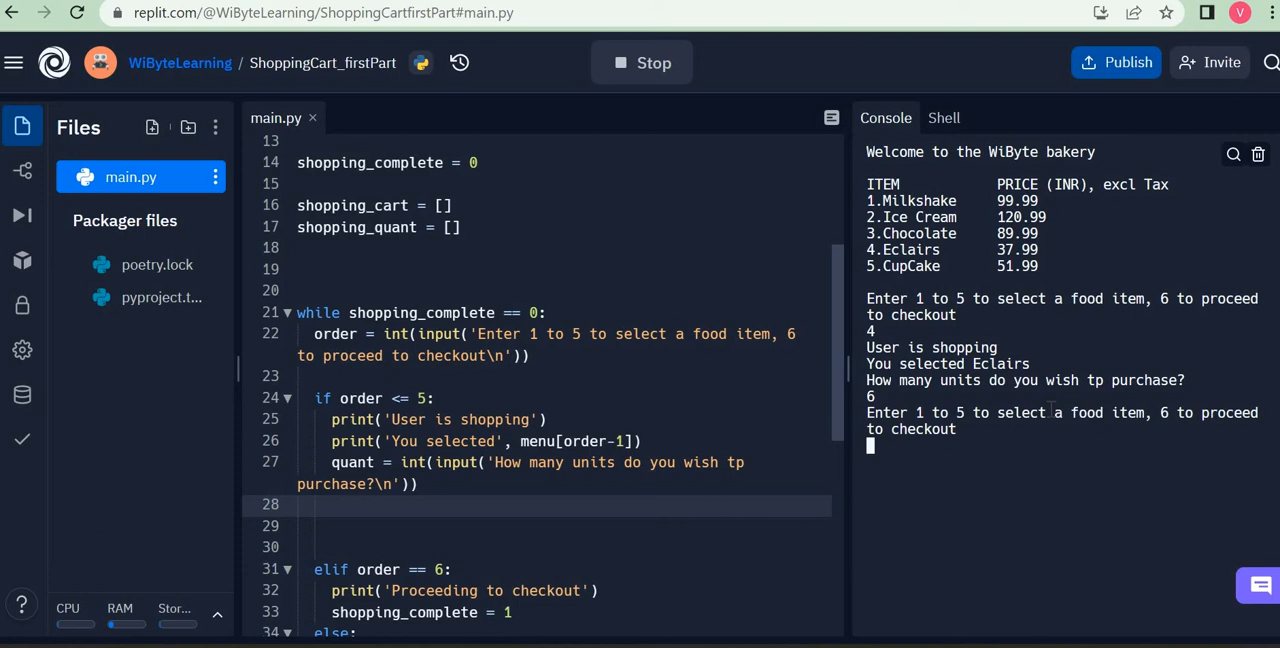 replit.com/@WiByteLearning/ShoppingCartfirstPart#main.py
V
WiByteLearning / ShoppingCart_firstPart
Stop
Publish
Invite
Files
main.py
Packager files
poetry.lock
pyproject.t...
CPU RAM Stor...
main.py ×
13
14 shopping_complete = 0
15
16 shopping_cart = []
17 shopping_quant = []
18
19
20
21 while shopping_complete == 0:
22 order = int(input('Enter 1 to 5 to select a food item, 6
to proceed to checkout\n'))
23
24 if order <= 5:
25 print('User is shopping')
26 print('You selected', menu[order-1])
27 quant = int(input('How many units do you wish tp
purchase?\n'))
28
29
30
31 elif order == 6:
32 print('Proceeding to checkout')
33 shopping_complete = 1
34 else:
Console Shell
Welcome to the WiByte bakery
ITEM PRICE (INR), excl Tax
1.Milkshake 99.99
2.Ice Cream 120.99
3.Chocolate 89.99
4.Eclairs 37.99
5.CupCake 51.99
Enter 1 to 5 to select a food item, 6 to proceed
to checkout
4
User is shopping
You selected Eclairs
How many units do you wish tp purchase?
6
Enter 1 to 5 to select a food item, 6 to proceed
to checkout